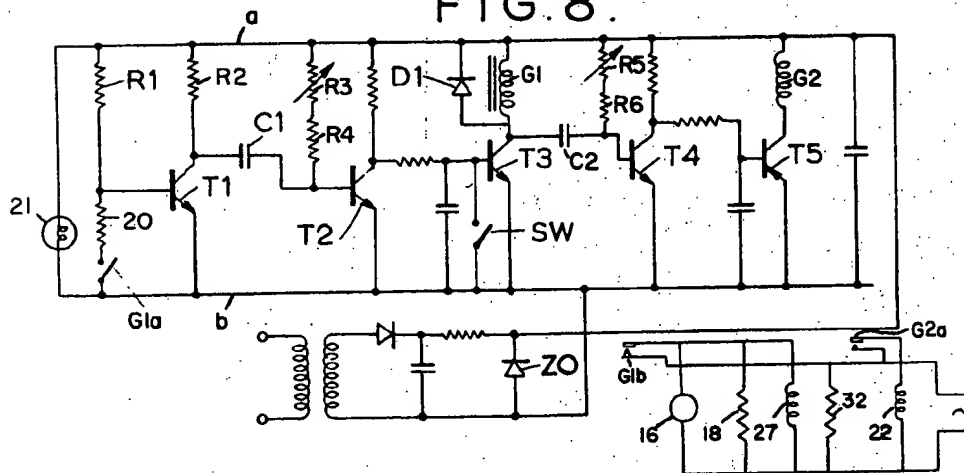 FIG. 8.
a
R1
R2
R3
R4
C1
D1
G1
R5
R6
G2
T1
T2
T3
C2
T4
T5
21
20
SW
G1a
b
ZO
G1b
G2a
16
18
27
32
22